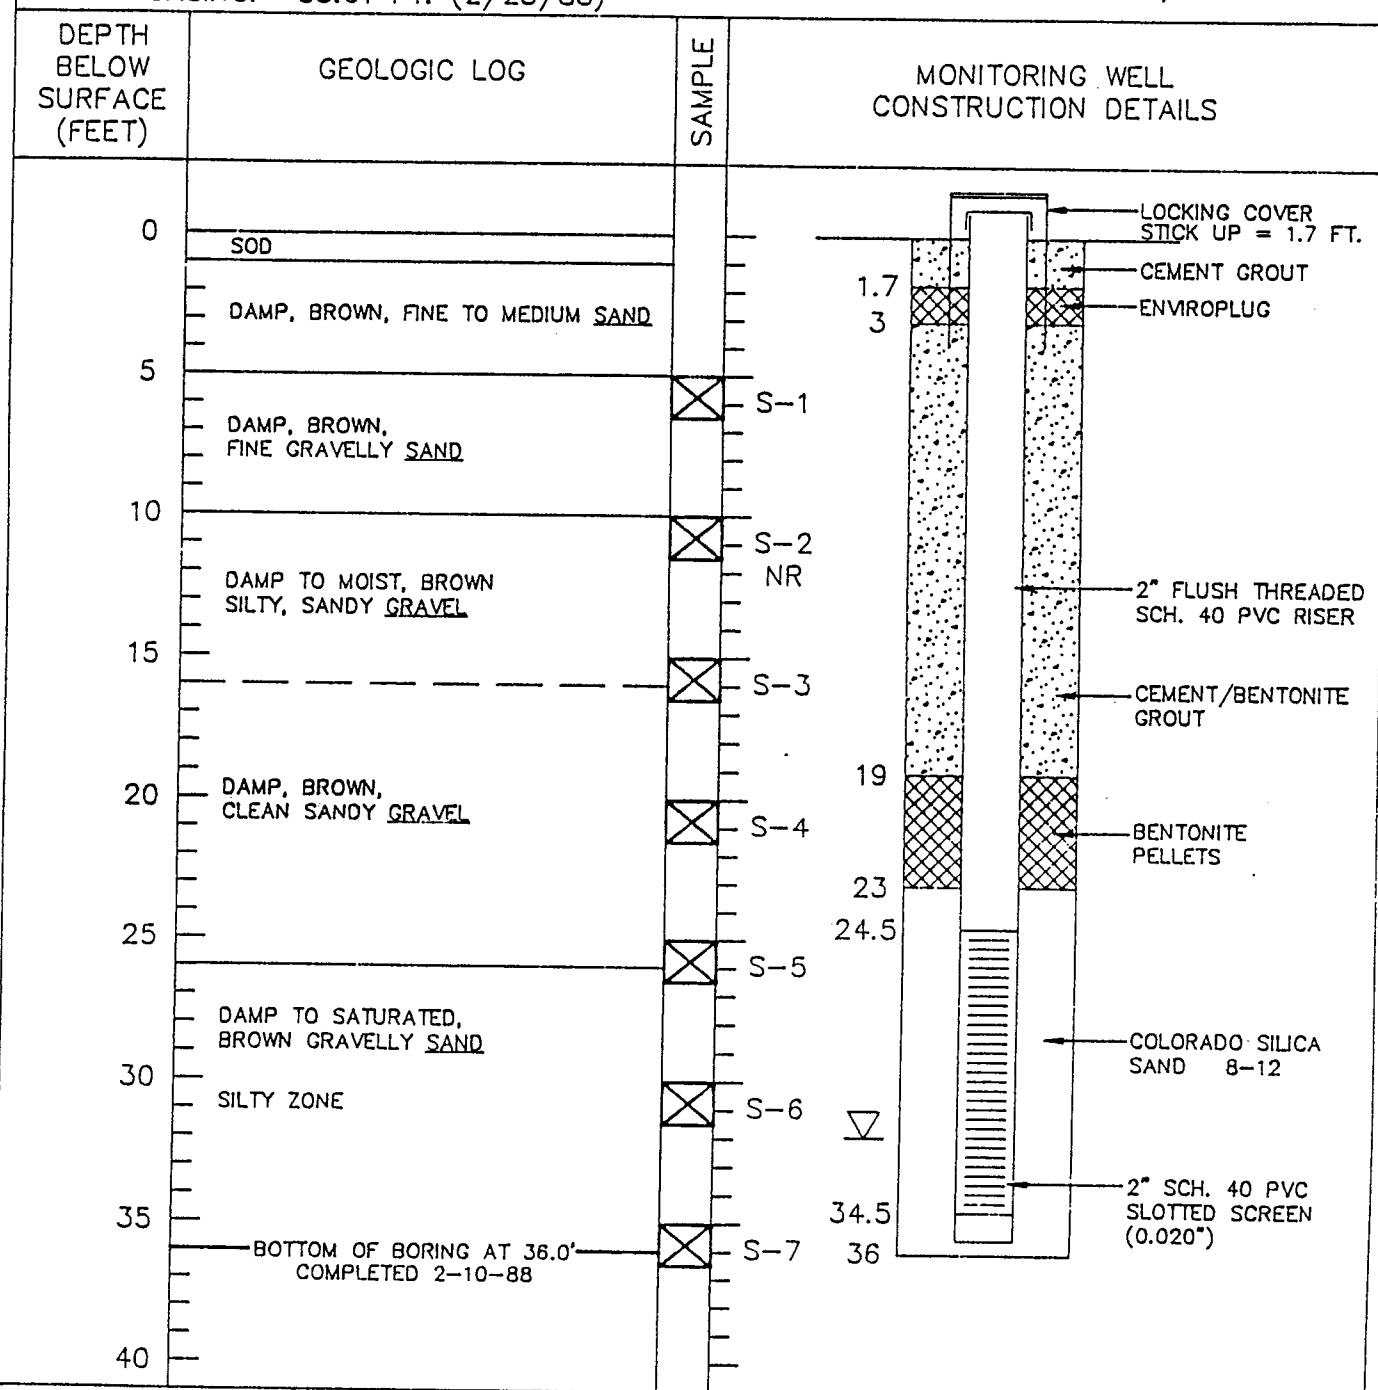 DEPTH
BELOW
SURFACE
(FEET)
GEOLOGIC LOG
SAMPLE
MONITORING WELL
CONSTRUCTION DETAILS
0
SOD
DAMP, BROWN, FINE TO MEDIUM SAND
5
DAMP, BROWN,
FINE GRAVELLY SAND
10
DAMP TO MOIST, BROWN
SILTY, SANDY GRAVEL
15
20
DAMP, BROWN,
CLEAN SANDY GRAVEL
25
DAMP TO SATURATED,
BROWN GRAVELLY SAND
30
SILTY ZONE
35
BOTTOM OF BORING AT 36.0'
COMPLETED 2-10-88
40
S-1
S-2
NR
S-3
S-4
S-5
S-6
S-7
1.7
3
19
23
24.5
34.5
36
LOCKING COVER
STICK UP = 1.7 FT.
CEMENT GROUT
ENVIROPLUG
2" FLUSH THREADED
SCH. 40 PVC RISER
CEMENT/BENTONITE
GROUT
BENTONITE
PELLETS
COLORADO SILICA
SAND 8-12
2" SCH. 40 PVC
SLOTTED SCREEN
(0.020")